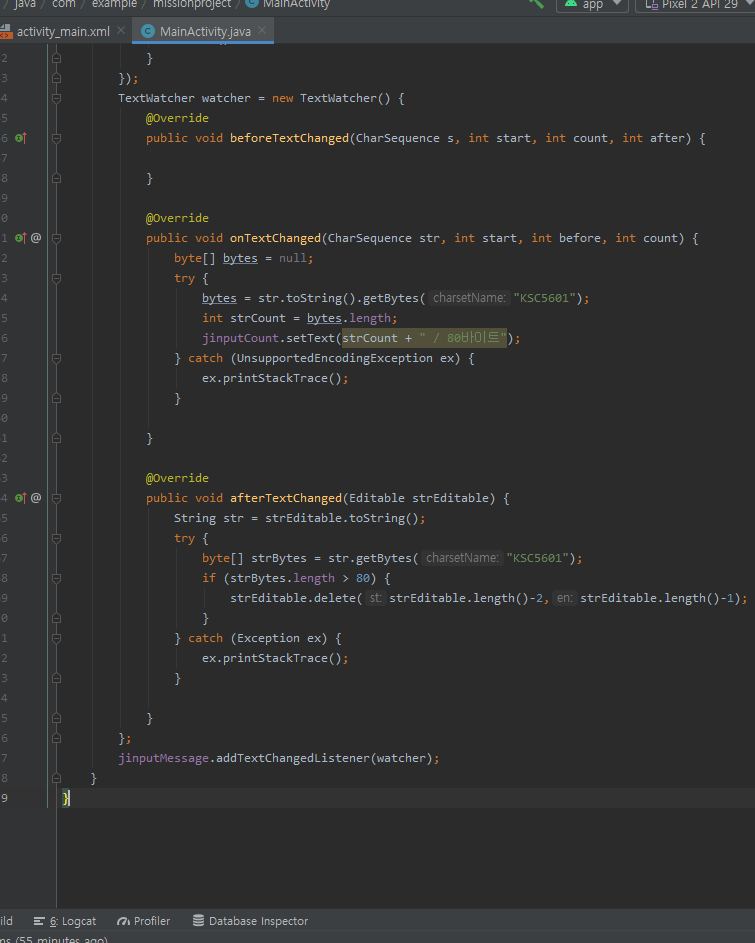 java / com / example / missionproject / MainActivity app Pixel 2 API 29
activity_main.xml MainActivity.java
2 }
3 });
4 TextWatcher watcher = new TextWatcher() {
5 @Override
6 public void beforeTextChanged(CharSequence s, int start, int count, int after) {
7
8 }
9
0 @Override
1 @ public void onTextChanged(CharSequence str, int start, int before, int count) {
2 byte[] bytes = null;
3 try {
4 bytes = str.toString().getBytes( charsetName: "KSC5601");
5 int strCount = bytes.length;
6 jinputCount.setText(strCount + " / 80바이트");
7 } catch (UnsupportedEncodingException ex) {
8 ex.printStackTrace();
9 }
0
1 }
2
3 @Override
4 @ public void afterTextChanged(Editable strEditable) {
5 String str = strEditable.toString();
6 try {
7 byte[] strBytes = str.getBytes( charsetName: "KSC5601");
8 if (strBytes.length > 80) {
9 strEditable.delete( st: strEditable.length()-2, en: strEditable.length()-1);
0 }
1 } catch (Exception ex) {
2 ex.printStackTrace();
3 }
4
5 }
6 };
7 jinputMessage.addTextChangedListener(watcher);
8 }
9 }
ild 6: Logcat Profiler Database Inspector
ms (55 minutes ago)